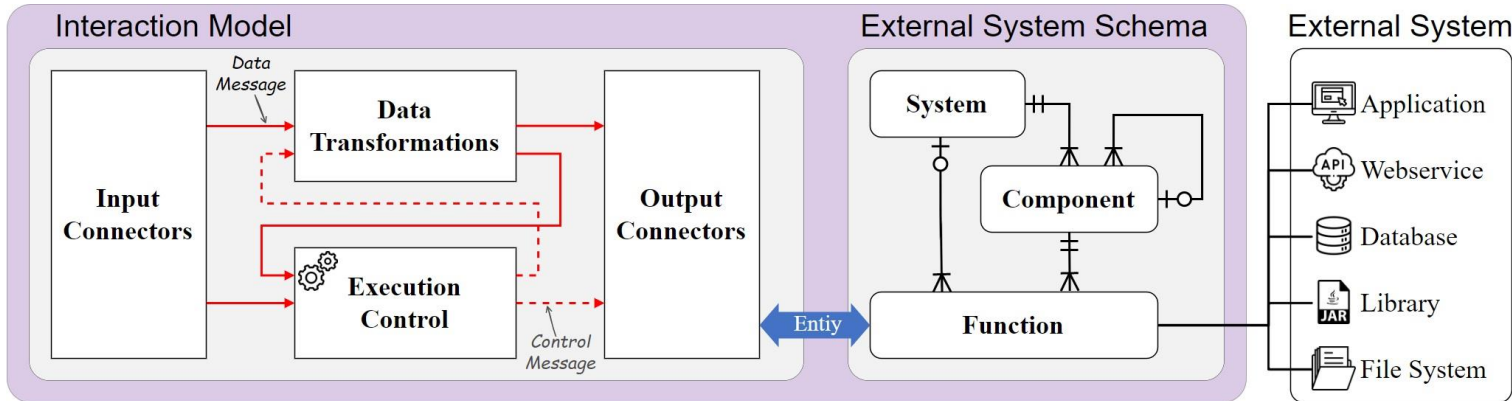 Interaction Model
Data
Message
Input
Connectors
Data
Transformations
Execution
Control
Control
Message
Output
Connectors
Entiy
External System Schema
System
Component
Function
External System
Application
API
Webservice
Database
JAR
Library
File System